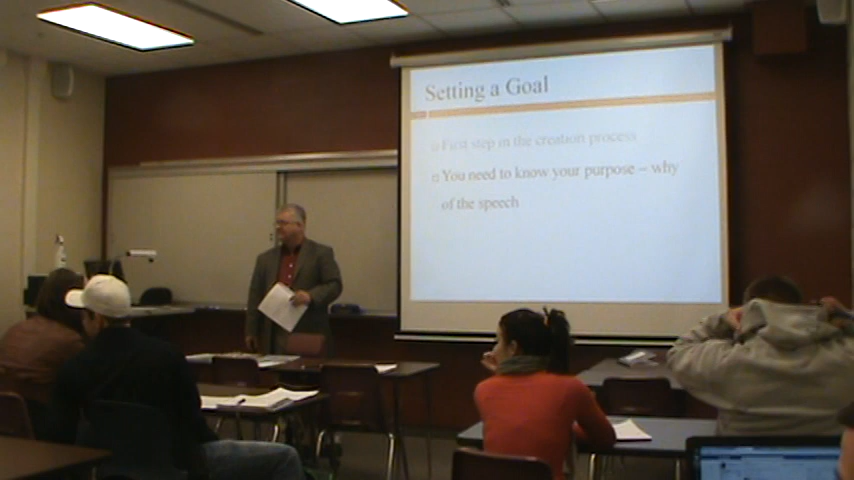 Setting a Goal
First step in the creation process
You need to know your purpose – why
of the speech